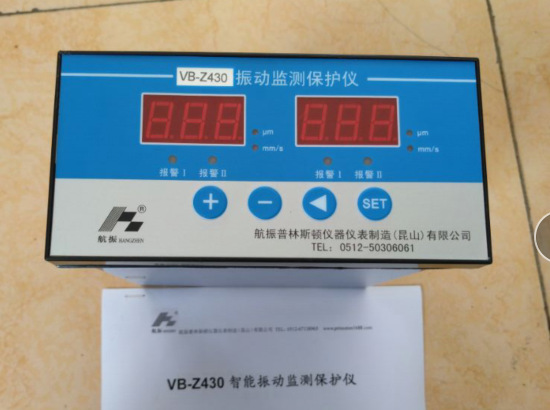 VB-Z430 振动监测保护仪
μm
mm/s
μm
mm/s
报警 I 报警 II
报警 I 报警 II
+ − ◀ SET
®
航振 HANGZHEN
航振普林斯顿仪器仪表制造(昆山)有限公司
TEL: 0512-50306061
VB-Z430 智能振动监测保护仪